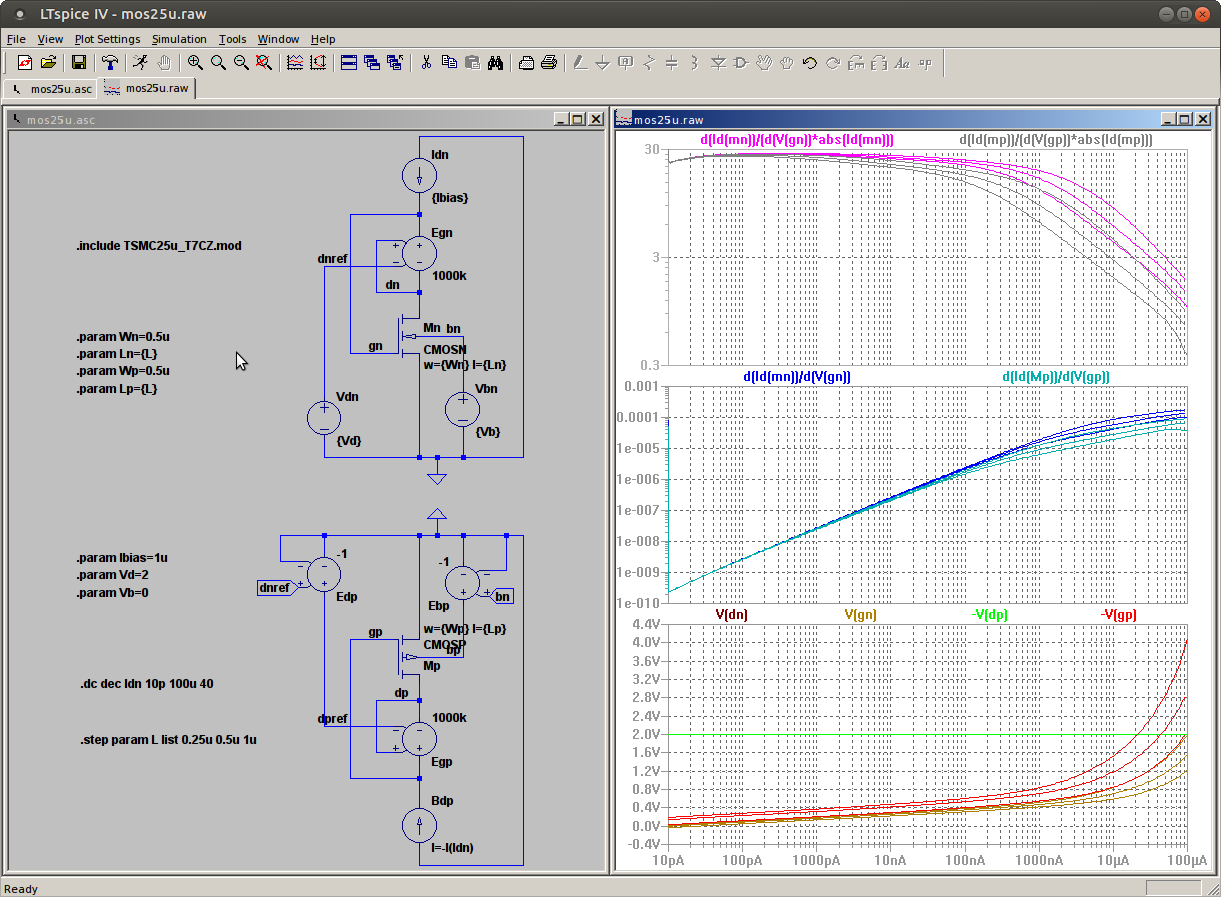 LTspice IV - mos25u.raw
File View Plot Settings Simulation Tools Window Help
mos25u.asc mos25u.raw
mos25u.asc
Idn
{Ibias}
.include TSMC25u_T7CZ.mod
Egn
dnref
1000k
dn
.param Wn=0.5u
.param Ln={L}
.param Wp=0.5u
.param Lp={L}
Mn bn
gn
CMOSN
w={Wn} l={Ln}
Vdn
Vbn
{Vd}
{Vb}
.param Ibias=1u
.param Vd=2
.param Vb=0
-1
-1
dnref
Edp
Ebp
bn
w={Wp} l={Lp}
gp
CMOSP
bp
Mp
.dc dec Idn 10p 100u 40
dp
dpref
1000k
.step param L list 0.25u 0.5u 1u
Egp
Bdp
I=-I(Idn)
mos25u.raw
d(Id(mn))/(d(V(gn))*abs(Id(mn))) d(Id(mp))/(d(V(gp))*abs(Id(mp)))
30
3
0.3
d(Id(mn))/d(V(gn)) d(Id(Mp))/d(V(gp))
0.001
0.0001
1e-005
1e-006
1e-007
1e-008
1e-009
1e-010
V(dn) V(gn) -V(dp) -V(gp)
4.4V
4.0V
3.6V
3.2V
2.8V
2.4V
2.0V
1.6V
1.2V
0.8V
0.4V
0.0V
-0.4V
10pA 100pA 1000pA 10nA 100nA 1000nA 10µA 100µA
Ready